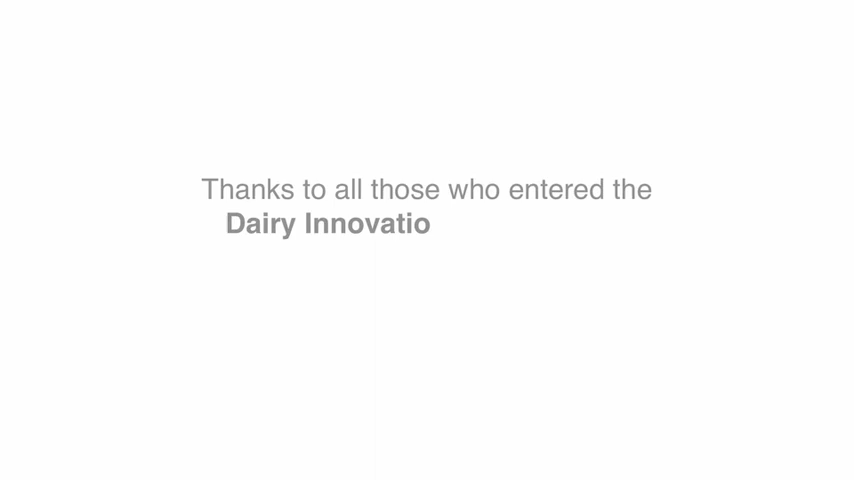 Thanks to all those who entered the
Dairy Innovatio